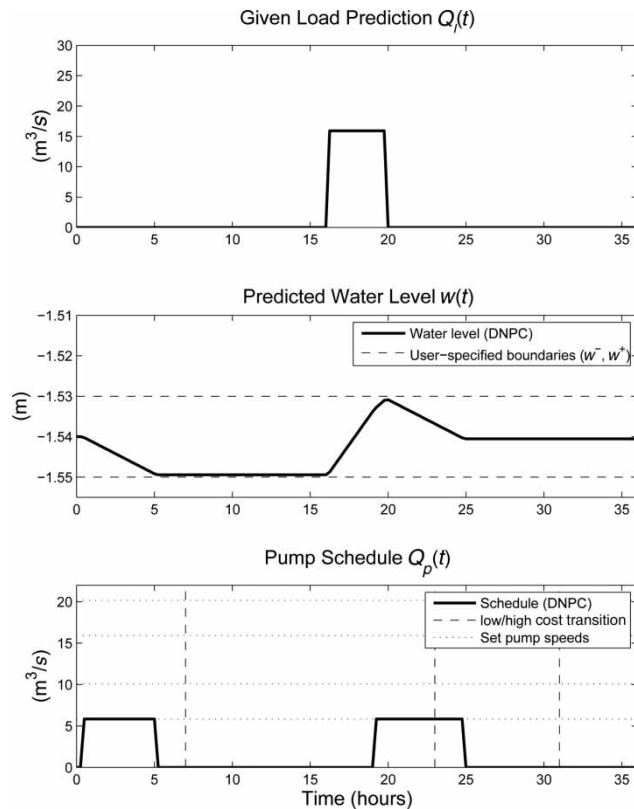 Given Load Prediction Q_l(t)
30
25
20
15
10
5
0
(m³/s)
0 5 10 15 20 25 30 35
Predicted Water Level w(t)
−1.51
−1.52
−1.53
−1.54
−1.55
(m)
Water level (DNPC)
User−specified boundaries (w⁻, w⁺)
0 5 10 15 20 25 30 35
Pump Schedule Q_p(t)
20
15
10
5
0
(m³/s)
Schedule (DNPC)
low/high cost transition
Set pump speeds
0 5 10 15 20 25 30 35
Time (hours)